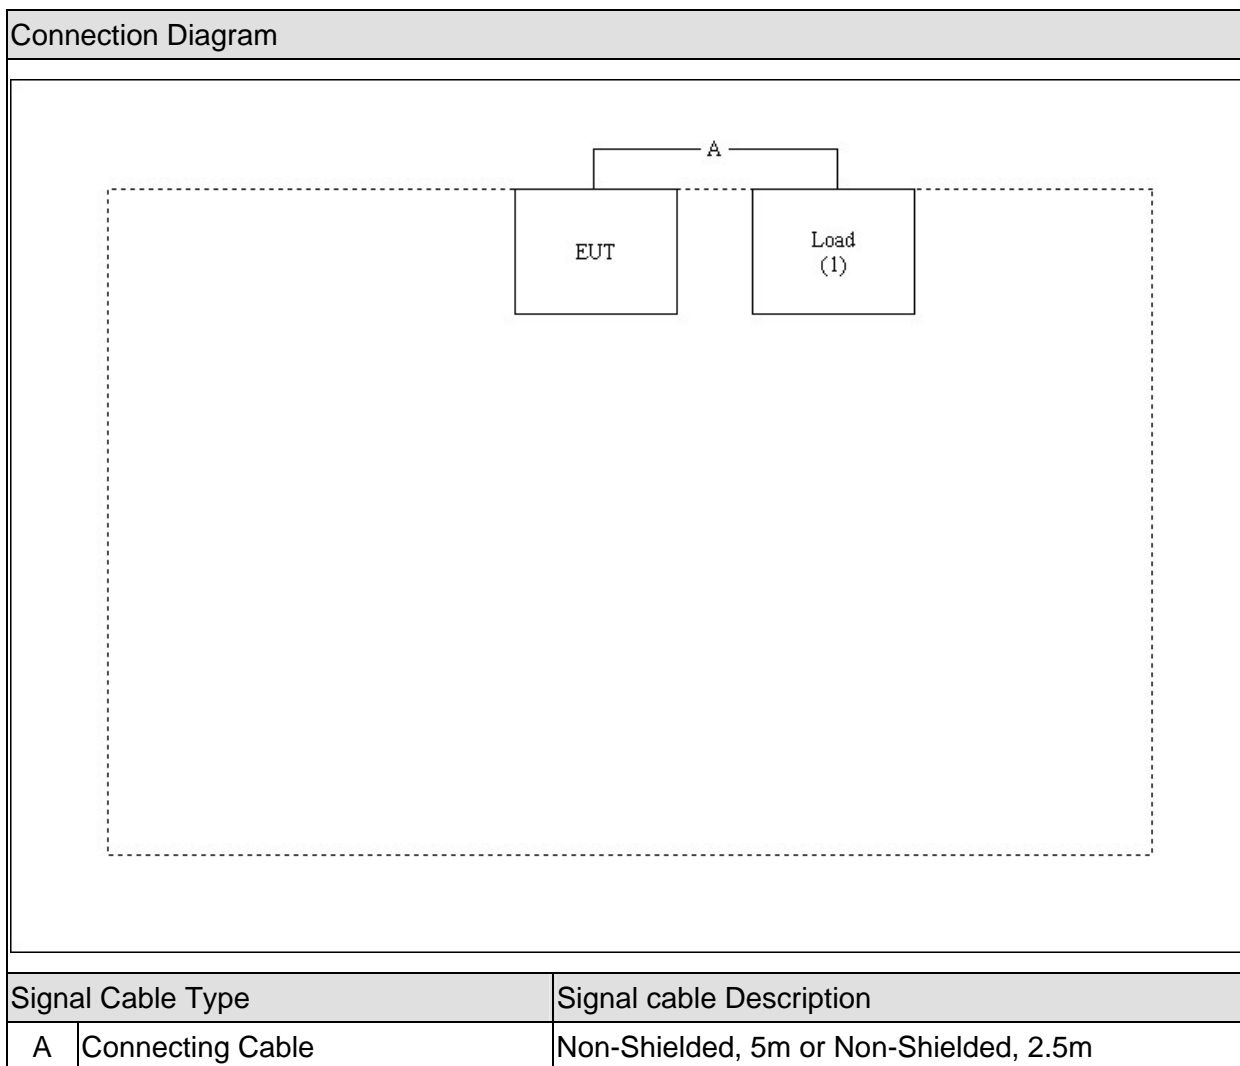 Connection Diagram
A
EUT
Load
(1)
Signal Cable Type
Signal cable Description
A
Connecting Cable
Non-Shielded, 5m or Non-Shielded, 2.5m